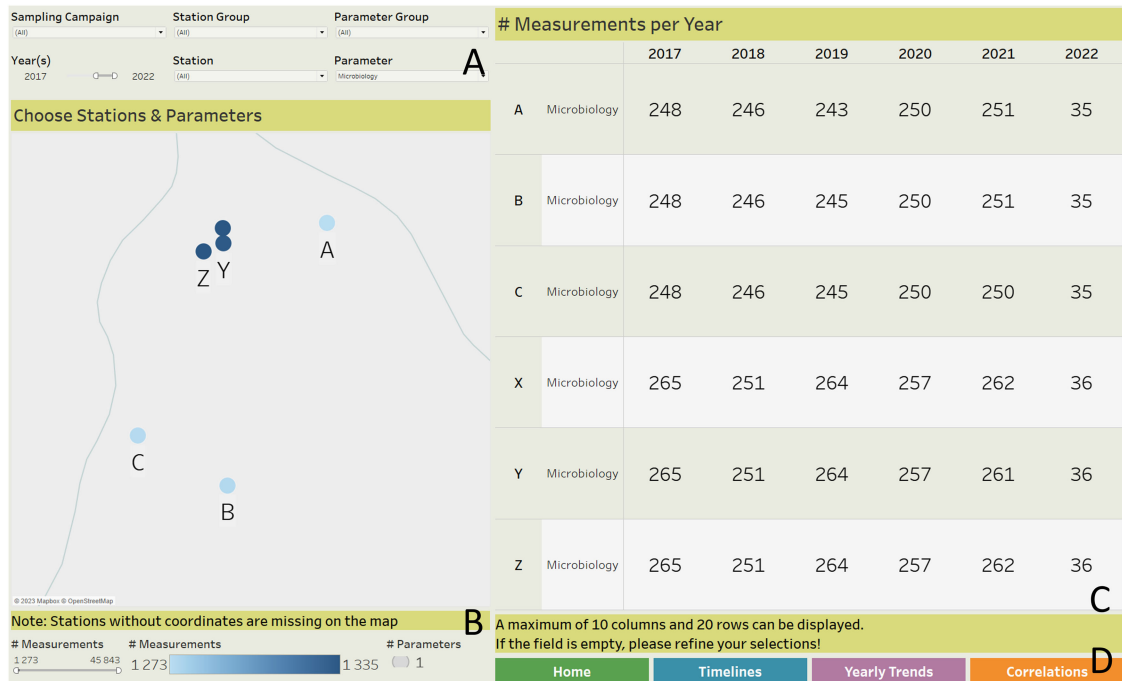 Sampling Campaign Station Group Parameter Group
(All) (All) (All)
Year(s) Station Parameter
2017 2022 (All) Microbiology
A
Choose Stations & Parameters
A
Z Y
C
B
© 2023 Mapbox © OpenStreetMap
Note: Stations without coordinates are missing on the map
B
# Measurements # Measurements # Parameters
1 273 45 843 1 273 1 335 1
# Measurements per Year
2017 2018 2019 2020 2021 2022
A Microbiology 248 246 243 250 251 35
B Microbiology 248 246 245 250 251 35
C Microbiology 248 246 245 250 250 35
X Microbiology 265 251 264 257 262 36
Y Microbiology 265 251 264 257 261 36
Z Microbiology 265 251 264 257 262 36
C
A maximum of 10 columns and 20 rows can be displayed.
If the field is empty, please refine your selections!
D
Home Timelines Yearly Trends Correlations